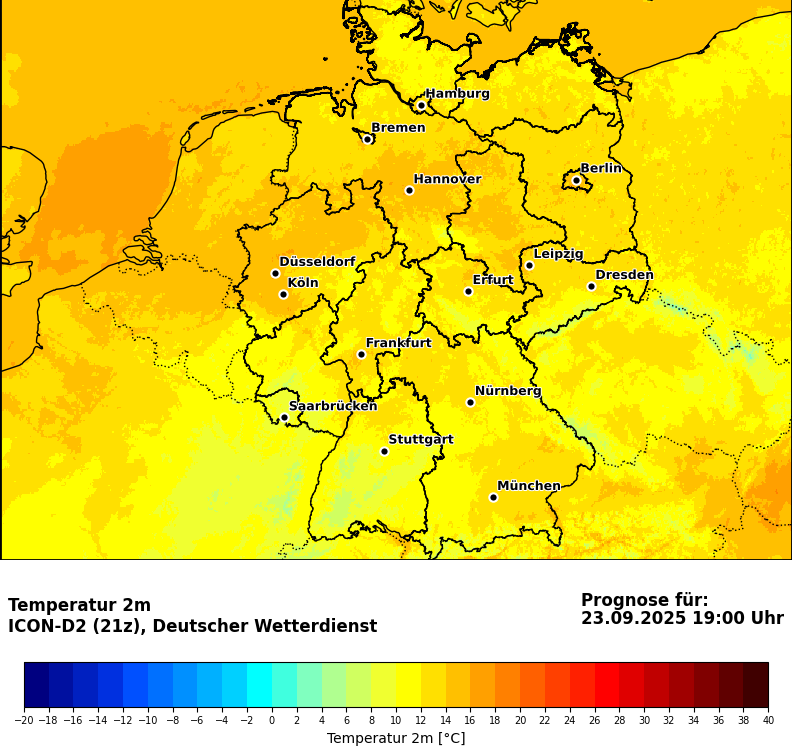 Hamburg
Bremen
Berlin
Hannover
Leipzig
Düsseldorf
Dresden
Erfurt
Köln
Frankfurt
Nürnberg
Saarbrücken
Stuttgart
München
Temperatur 2m
ICON-D2 (21z), Deutscher Wetterdienst
Prognose für:
23.09.2025 19:00 Uhr
−20 −18 −16 −14 −12 −10 −8 −6 −4 −2 0 2 4 6 8 10 12 14 16 18 20 22 24 26 28 30 32 34 36 38 40
Temperatur 2m [°C]